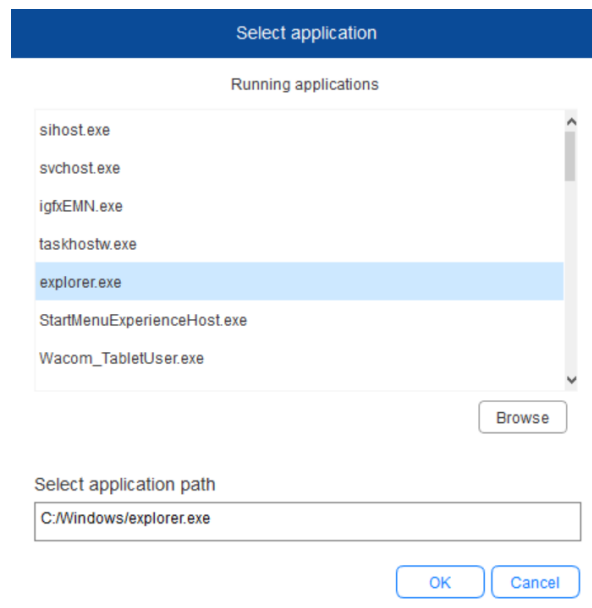 Select application
Running applications
sihost.exe
svchost.exe
igfxEMN.exe
taskhostw.exe
explorer.exe
StartMenuExperienceHost.exe
Wacom_TabletUser.exe
Browse
Select application path
C:/Windows/explorer.exe
OK
Cancel